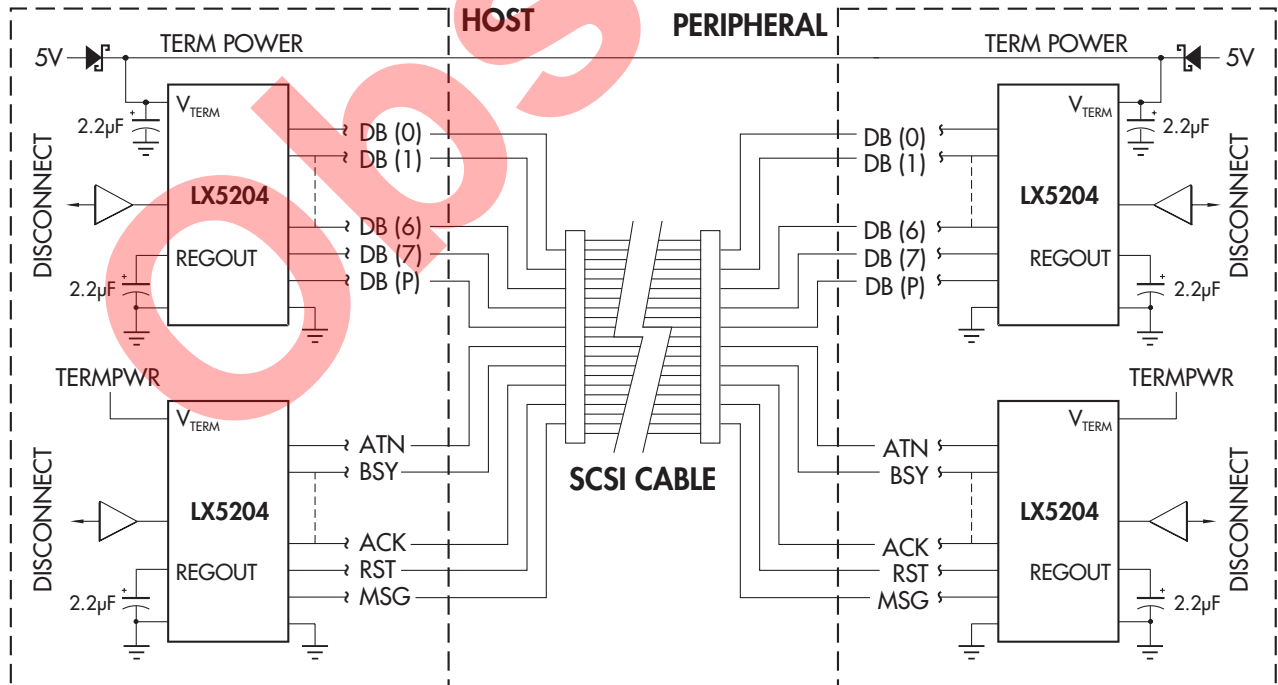 HOST
PERIPHERAL
5V
TERM POWER
TERM POWER
5V
VTERM
2.2µF
DB (0)
DB (1)
DISCONNECT
LX5204
DB (6)
REGOUT
DB (7)
DB (P)
2.2µF
DB (0)
DB (1)
DB (6)
DB (7)
DB (P)
VTERM
2.2µF
LX5204
DISCONNECT
REGOUT
2.2µF
TERMPWR
VTERM
ATN
BSY
DISCONNECT
LX5204
ACK
REGOUT
RST
2.2µF
MSG
SCSI CABLE
TERMPWR
VTERM
ATN
BSY
LX5204
DISCONNECT
ACK
RST
REGOUT
MSG
2.2µF
Obs